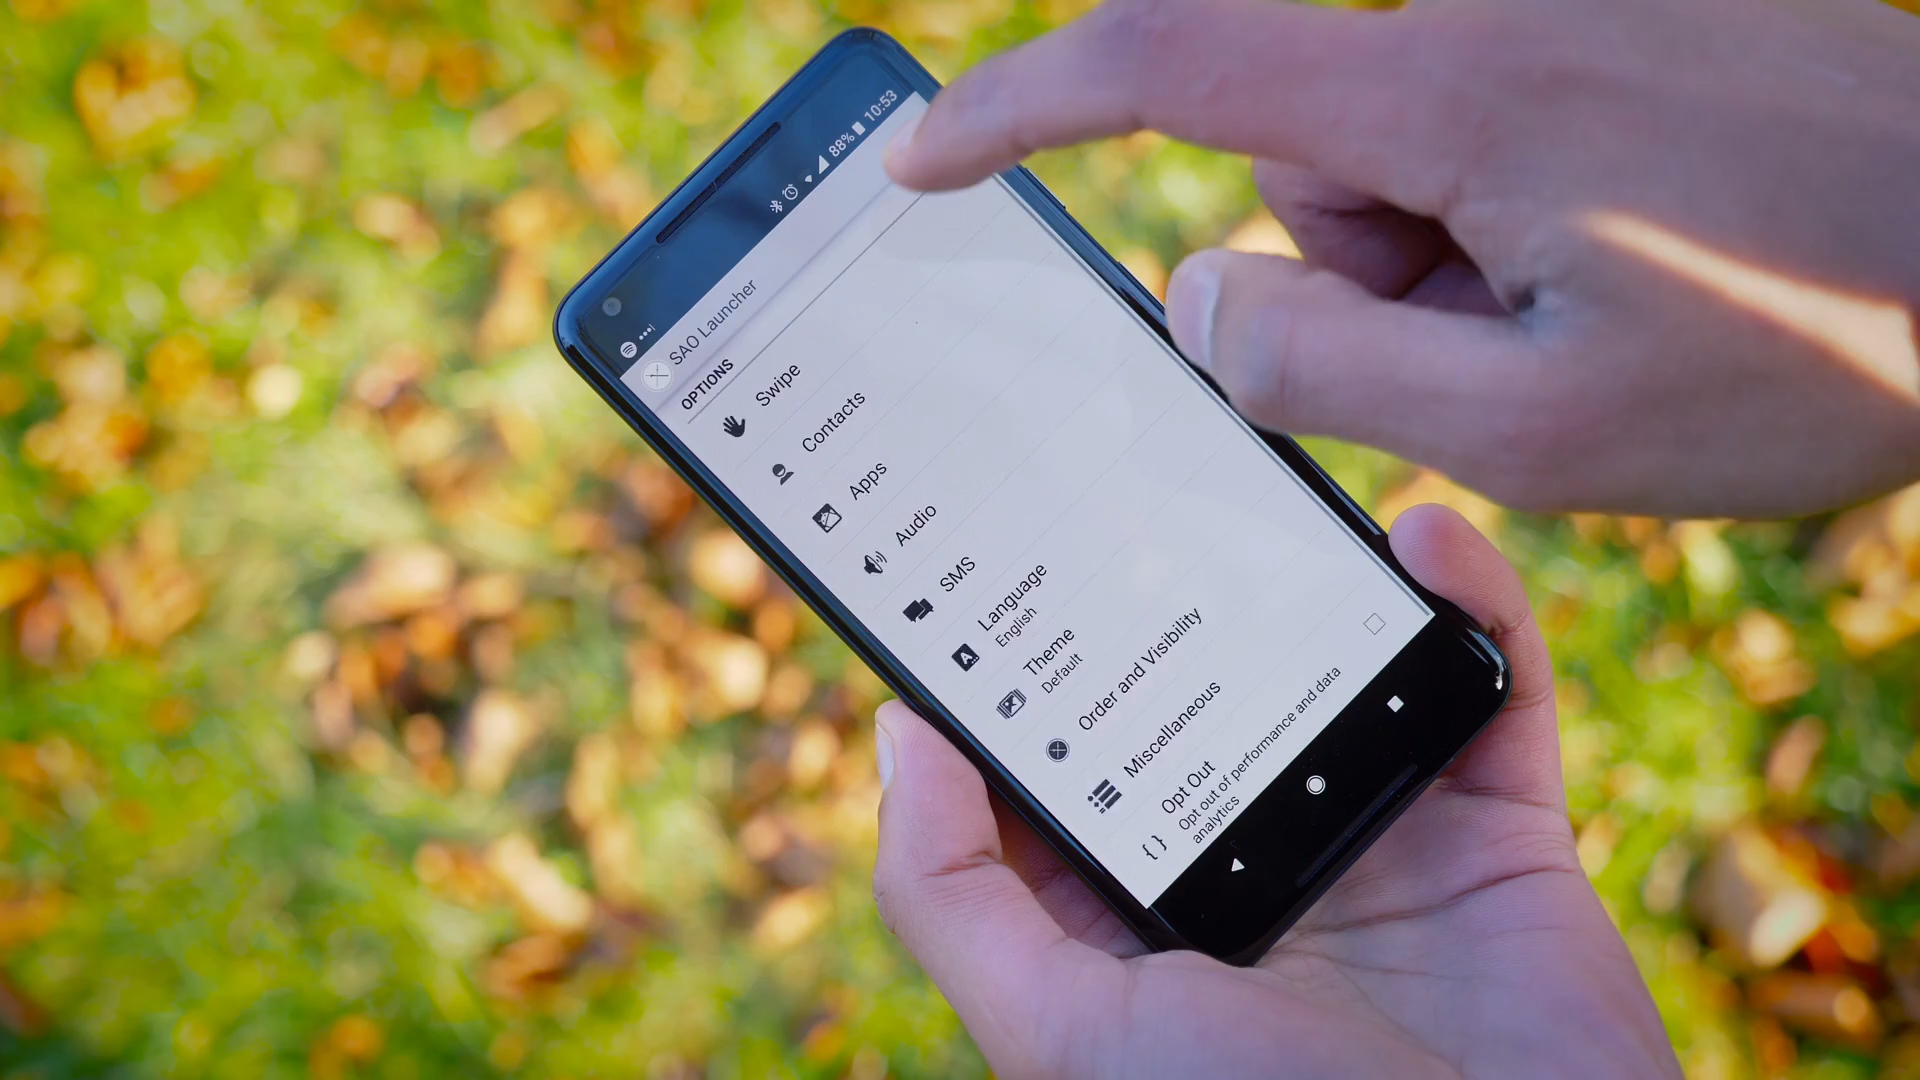 88% 10:53
SAO Launcher
OPTIONS
Swipe
Contacts
Apps
Audio
SMS
Language
English
Theme
Default
Order and Visibility
Miscellaneous
Opt Out
Opt out of performance and data
analytics